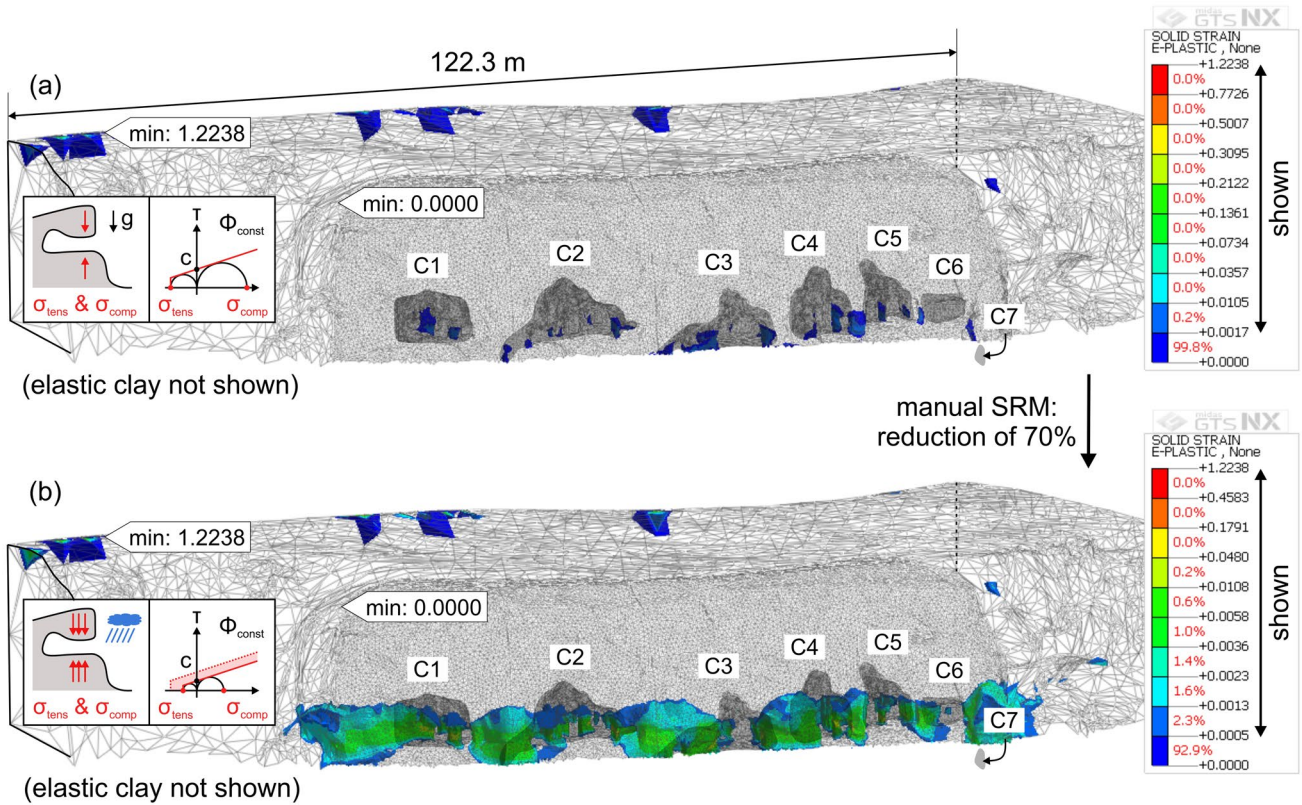 (a)
122.3 m
min: 1.2238
min: 0.0000
g
T
Φconst
c
σtens & σcomp
σtens
σcomp
C1
C2
C3
C4
C5
C6
C7
(elastic clay not shown)
midas
GTS NX
SOLID STRAIN
E-PLASTIC , None
+1.2238
0.0%
+0.7726
0.0%
+0.5007
0.0%
+0.3095
0.0%
+0.2122
0.0%
+0.1361
0.0%
+0.0734
0.0%
+0.0357
0.0%
+0.0105
0.2%
+0.0017
99.8%
+0.0000
shown
manual SRM:
reduction of 70%
(b)
min: 1.2238
min: 0.0000
T
Φconst
c
σtens & σcomp
σtens
σcomp
C1
C2
C3
C4
C5
C6
C7
(elastic clay not shown)
midas
GTS NX
SOLID STRAIN
E-PLASTIC , None
+1.2238
0.0%
+0.4583
0.0%
+0.1791
0.0%
+0.0480
0.2%
+0.0108
0.6%
+0.0058
1.0%
+0.0036
1.4%
+0.0023
1.6%
+0.0013
2.3%
+0.0005
92.9%
+0.0000
shown